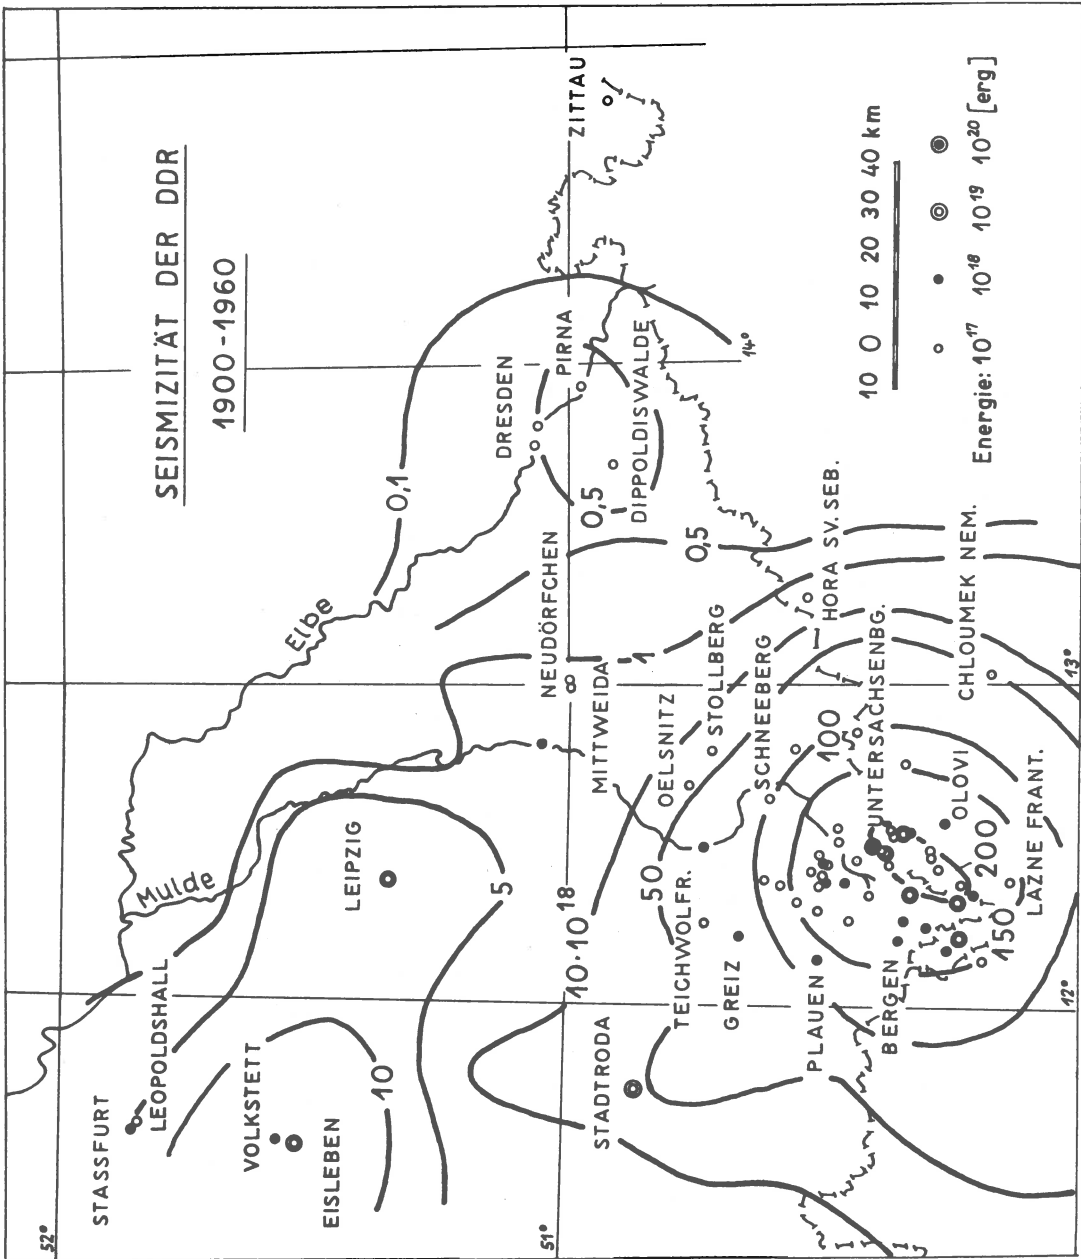 SEISMIZITÄT DER DDR
1900-1960
52°
51°
12°
13°
14°
STASSFURT
LEOPOLDSHALL
VOLKSTETT
EISLEBEN
LEIPZIG
Mulde
Elbe
DRESDEN
PIRNA
DIPPOLDISWALDE
ZITTAU
NEUDÖRFCHEN
MITTWEIDA
OELSNITZ
STOLLBERG
SCHNEEBERG
HORA SV. SEB.
UNTERSACHSENBG.
CHLOUMEK NEM.
OLOVI
LAZNE FRANT.
STADTRODA
TEICHWOLFR.
GREIZ
PLAUEN
BERGEN
0,1
0,5
0,5
1
5
10
10·10¹⁸
50
100
150
200
10 0 10 20 30 40 km
Energie: 10¹⁷ 10¹⁸ 10¹⁹ 10²⁰ [erg]